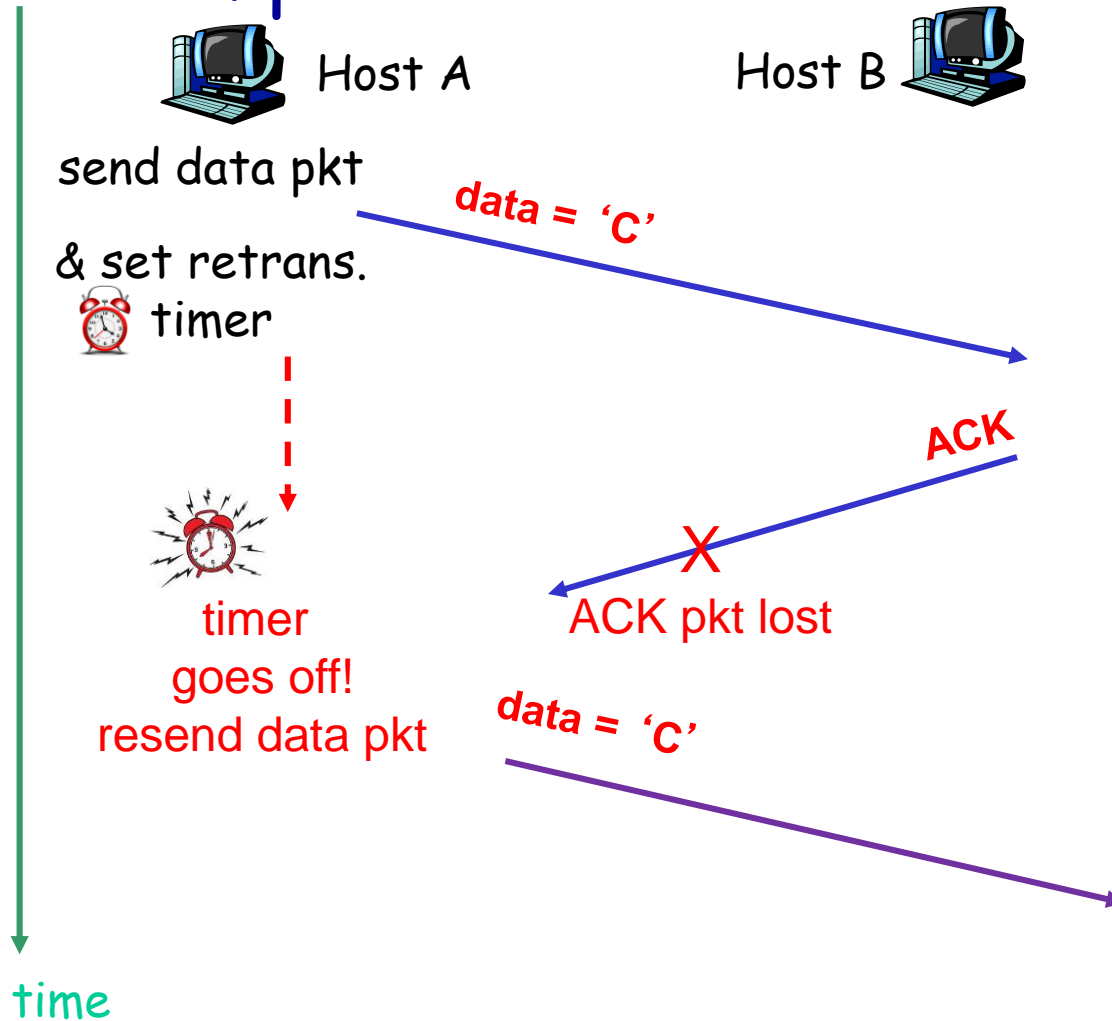 Host A
Host B
send data pkt
data = ‘C’
& set retrans.
timer
ACK
X
timer
goes off!
resend data pkt
ACK pkt lost
data = ‘C’
time